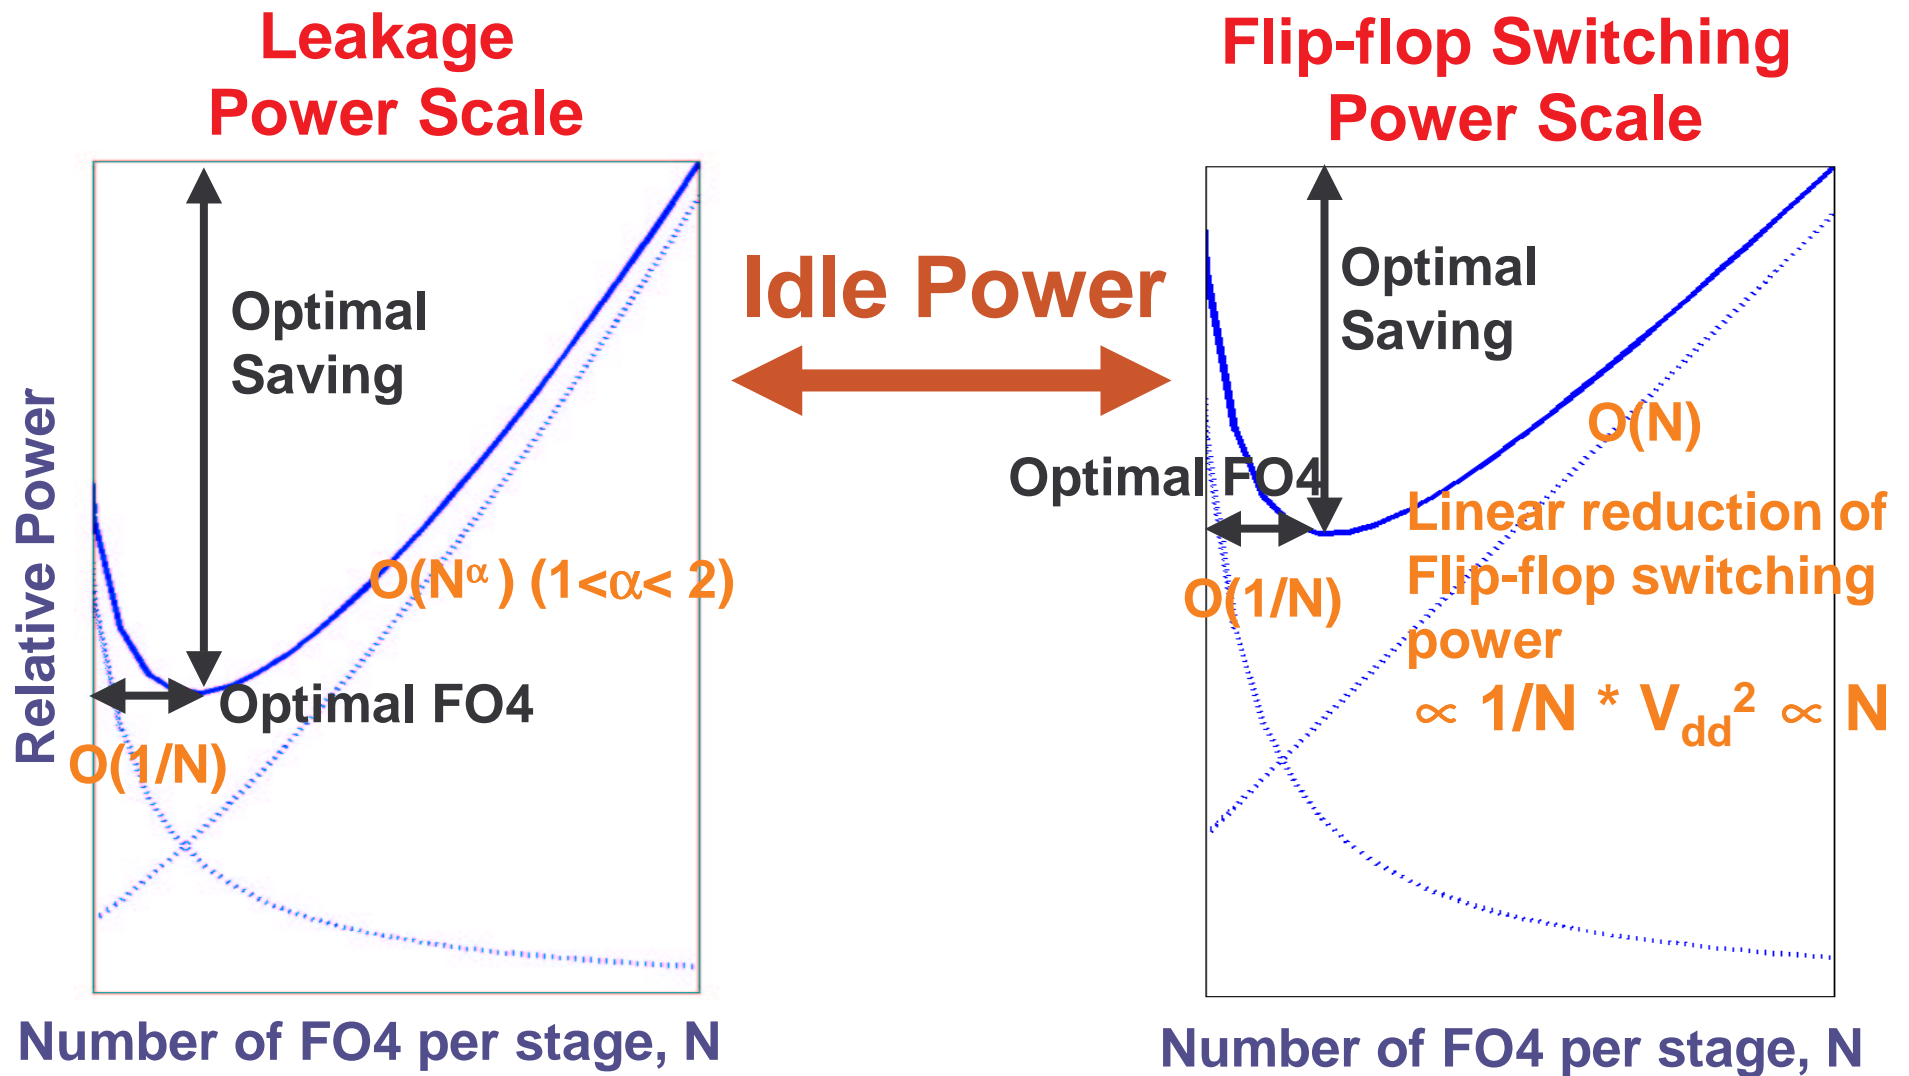 Leakage
Power Scale
Flip-flop Switching
Power Scale
Relative Power
Optimal
Saving
O(N^α) (1<α< 2)
Optimal FO4
O(1/N)
Number of FO4 per stage, N
Idle Power
Optimal
Saving
O(N)
Optimal FO4
Linear reduction of
Flip-flop switching
power
∝ 1/N * V_dd^2 ∝ N
O(1/N)
Number of FO4 per stage, N